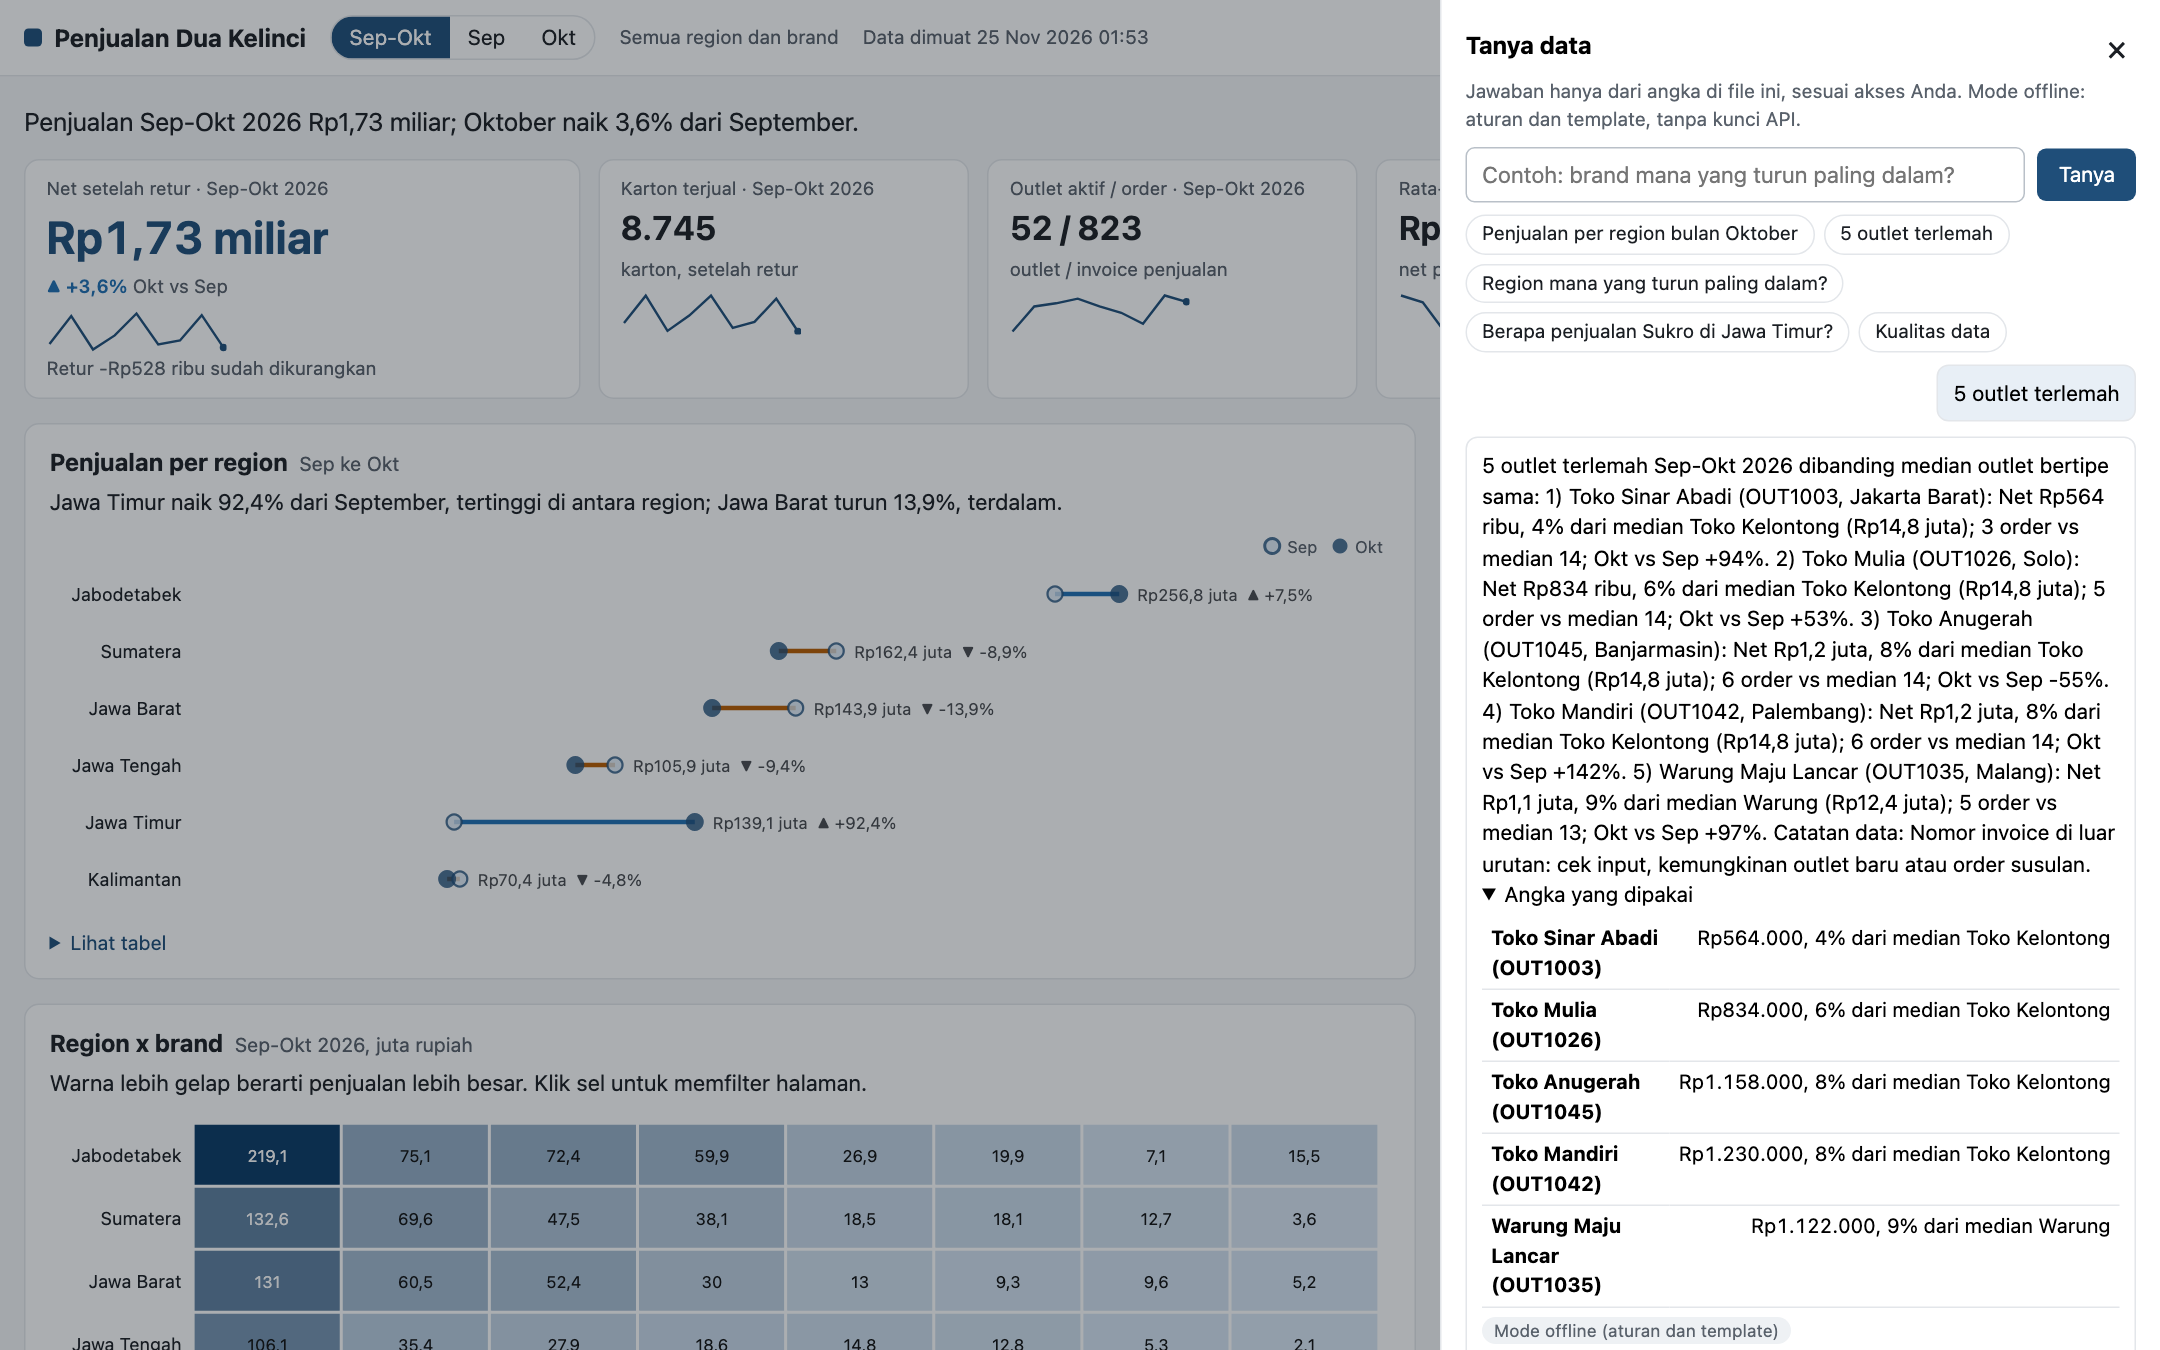 Penjualan Dua Kelinci
Sep-Okt
Sep
Okt
Semua region dan brand
Data dimuat 25 Nov 2026 01:53
Penjualan Sep-Okt 2026 Rp1,73 miliar; Oktober naik 3,6% dari September.
Net setelah retur · Sep-Okt 2026
Rp1,73 miliar
▲ +3,6% Okt vs Sep
Retur -Rp528 ribu sudah dikurangkan
Karton terjual · Sep-Okt 2026
8.745
karton, setelah retur
Outlet aktif / order · Sep-Okt 2026
52 / 823
outlet / invoice penjualan
Rata-
Rp
net p
Penjualan per region Sep ke Okt
Jawa Timur naik 92,4% dari September, tertinggi di antara region; Jawa Barat turun 13,9%, terdalam.
Sep Okt
Jabodetabek Rp256,8 juta ▲ +7,5%
Sumatera Rp162,4 juta ▼ -8,9%
Jawa Barat Rp143,9 juta ▼ -13,9%
Jawa Tengah Rp105,9 juta ▼ -9,4%
Jawa Timur Rp139,1 juta ▲ +92,4%
Kalimantan Rp70,4 juta ▼ -4,8%
▶ Lihat tabel
Region x brand Sep-Okt 2026, juta rupiah
Warna lebih gelap berarti penjualan lebih besar. Klik sel untuk memfilter halaman.
Jabodetabek 219,1 75,1 72,4 59,9 26,9 19,9 7,1 15,5
Sumatera 132,6 69,6 47,5 38,1 18,5 18,1 12,7 3,6
Jawa Barat 131 60,5 52,4 30 13 9,3 9,6 5,2
Jawa Tengah 106,1 35,4 27,9 18,6 14,8 12,8 5,3 2,1
Tanya data
Jawaban hanya dari angka di file ini, sesuai akses Anda. Mode offline:
aturan dan template, tanpa kunci API.
Contoh: brand mana yang turun paling dalam?
Tanya
Penjualan per region bulan Oktober
5 outlet terlemah
Region mana yang turun paling dalam?
Berapa penjualan Sukro di Jawa Timur?
Kualitas data
5 outlet terlemah
5 outlet terlemah Sep-Okt 2026 dibanding median outlet bertipe
sama: 1) Toko Sinar Abadi (OUT1003, Jakarta Barat): Net Rp564
ribu, 4% dari median Toko Kelontong (Rp14,8 juta); 3 order vs
median 14; Okt vs Sep +94%. 2) Toko Mulia (OUT1026, Solo):
Net Rp834 ribu, 6% dari median Toko Kelontong (Rp14,8 juta); 5
order vs median 14; Okt vs Sep +53%. 3) Toko Anugerah
(OUT1045, Banjarmasin): Net Rp1,2 juta, 8% dari median Toko
Kelontong (Rp14,8 juta); 6 order vs median 14; Okt vs Sep -55%.
4) Toko Mandiri (OUT1042, Palembang): Net Rp1,2 juta, 8% dari
median Toko Kelontong (Rp14,8 juta); 6 order vs median 14; Okt
vs Sep +142%. 5) Warung Maju Lancar (OUT1035, Malang): Net
Rp1,1 juta, 9% dari median Warung (Rp12,4 juta); 5 order vs
median 13; Okt vs Sep +97%. Catatan data: Nomor invoice di luar
urutan: cek input, kemungkinan outlet baru atau order susulan.
▼ Angka yang dipakai
Toko Sinar Abadi Rp564.000, 4% dari median Toko Kelontong
(OUT1003)
Toko Mulia Rp834.000, 6% dari median Toko Kelontong
(OUT1026)
Toko Anugerah Rp1.158.000, 8% dari median Toko Kelontong
(OUT1045)
Toko Mandiri Rp1.230.000, 8% dari median Toko Kelontong
(OUT1042)
Warung Maju Rp1.122.000, 9% dari median Warung
Lancar
(OUT1035)
Mode offline (aturan dan template)